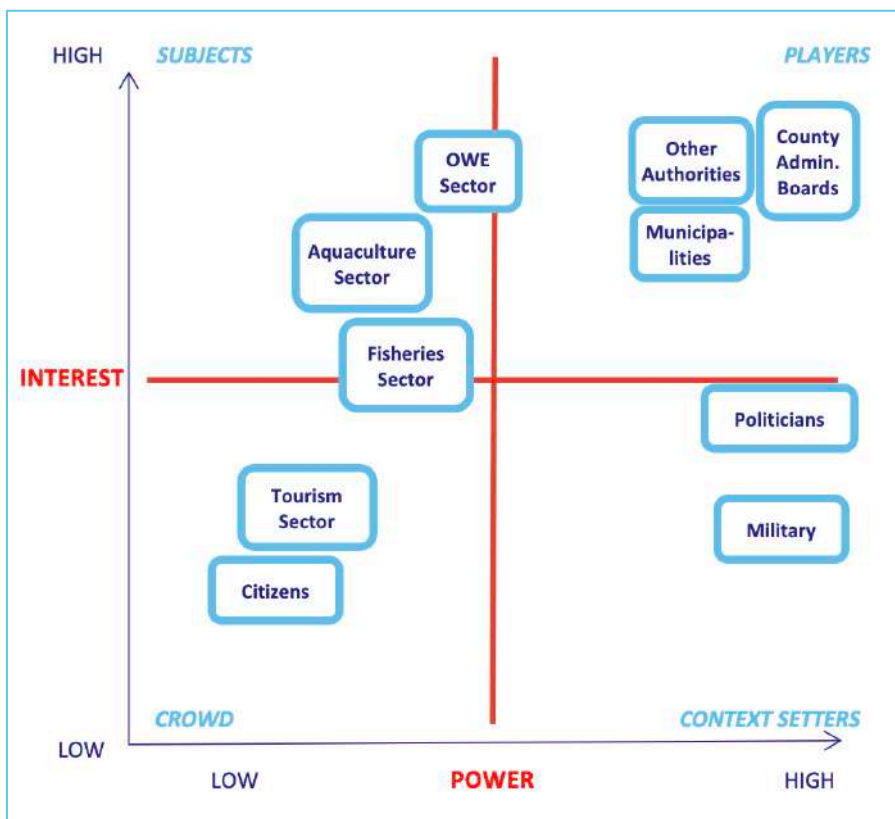 HIGH
SUBJECTS
PLAYERS
OWE
Sector
Other
Authorities
County
Admin.
Boards
Municipa-
lities
Aquaculture
Sector
Fisheries
Sector
INTEREST
Politicians
Tourism
Sector
Military
Citizens
CROWD
CONTEXT SETTERS
LOW
LOW
POWER
HIGH